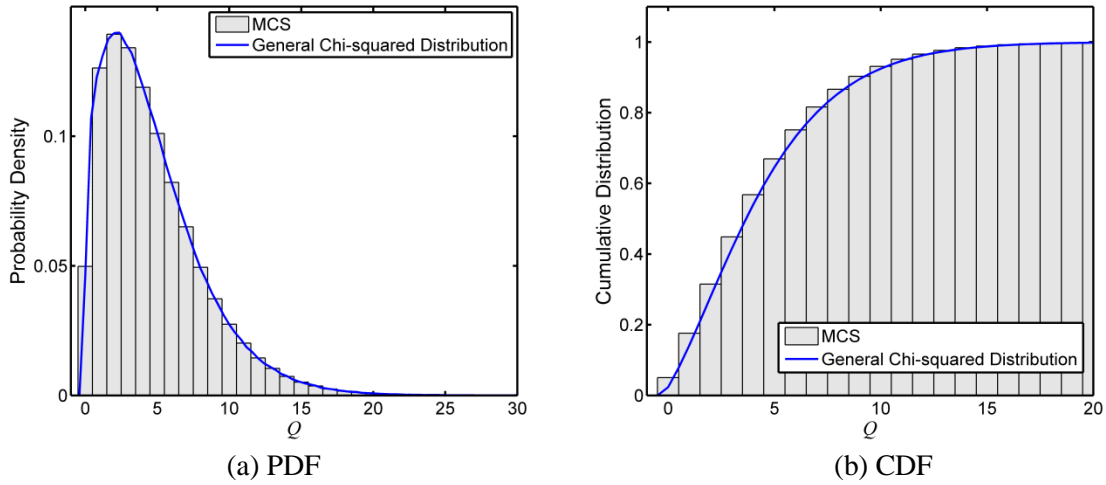 MCS
General Chi-squared Distribution
Probability Density
0.1
0.05
0
0 5 10 15 20 25 30
Q
(a) PDF
Cumulative Distribution
1
0.8
0.6
0.4
0.2
0
MCS
General Chi-squared Distribution
0 5 10 15 20
Q
(b) CDF